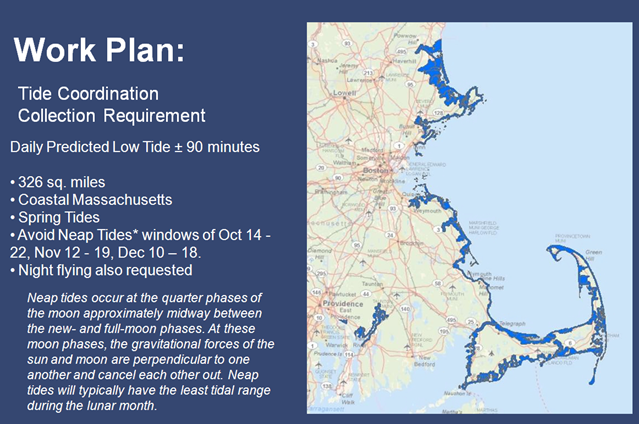 Work Plan:
Tide Coordination
Collection Requirement
Daily Predicted Low Tide ± 90 minutes
• 326 sq. miles
• Coastal Massachusetts
• Spring Tides
• Avoid Neap Tides* windows of Oct 14 -
22, Nov 12 - 19, Dec 10 – 18.
• Night flying also requested
Neap tides occur at the quarter phases of
the moon approximately midway between
the new- and full-moon phases. At these
moon phases, the gravitational forces of the
sun and moon are perpendicular to one
another and cancel each other out. Neap
tides will typically have the least tidal range
during the lunar month.
Lowell
Boston
Weymouth
Brockton
Providence